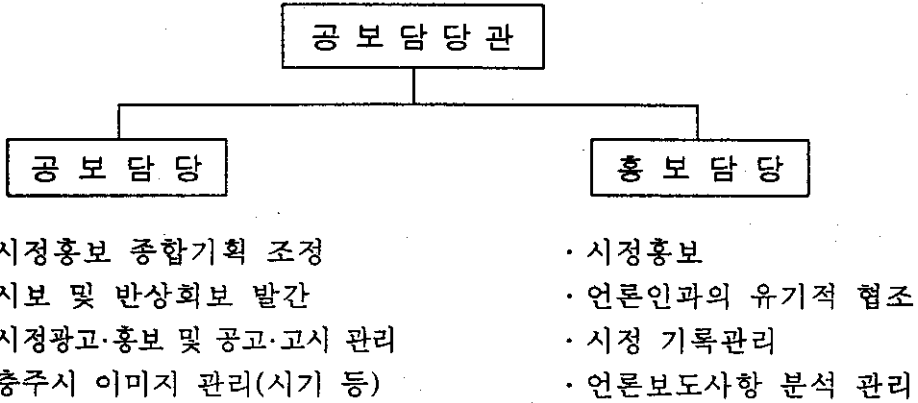 공보담당관
공보담당
시정홍보 종합기획 조정
시보 및 반상회보 발간
시정광고·홍보 및 공고·고시 관리
충주시 이미지 관리(시기 등)
홍보담당
· 시정홍보
· 언론인과의 유기적 협조
· 시정 기록관리
· 언론보도사항 분석 관리